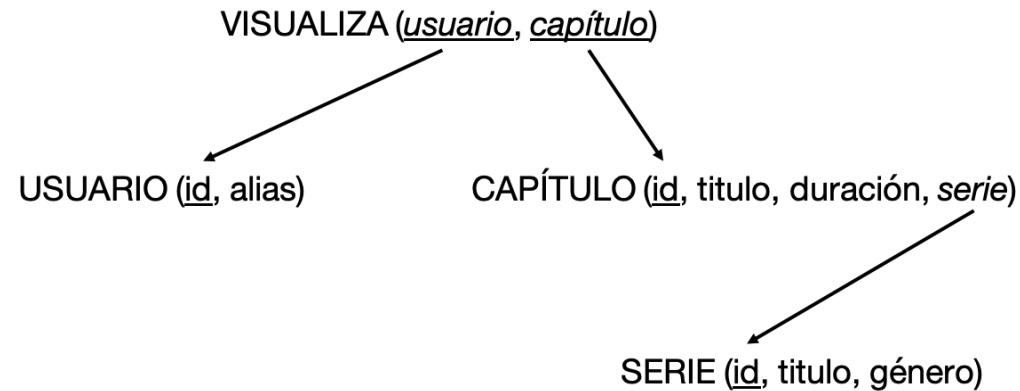 VISUALIZA (usuario, capítulo)
USUARIO (id, alias)
CAPÍTULO (id, titulo, duración, serie)
SERIE (id, titulo, género)